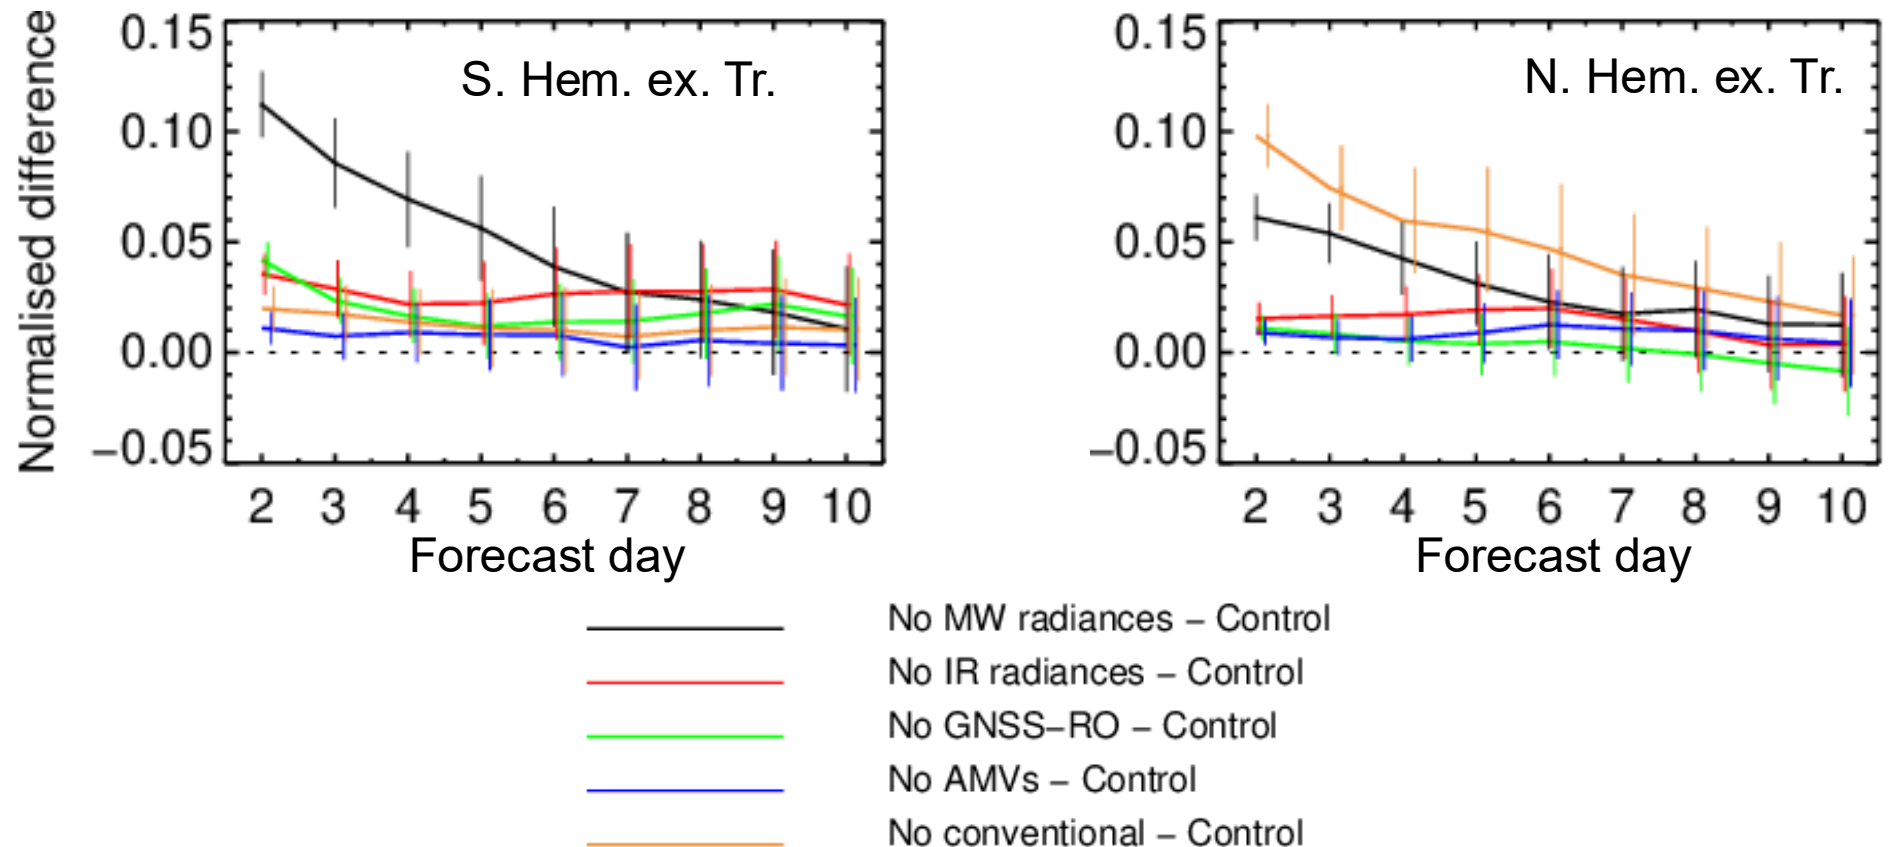 Normalised difference
0.15
0.10
0.05
0.00
−0.05
S. Hem. ex. Tr.
2 3 4 5 6 7 8 9 10
Forecast day
0.15
0.10
0.05
0.00
−0.05
N. Hem. ex. Tr.
2 3 4 5 6 7 8 9 10
Forecast day
No MW radiances − Control
No IR radiances − Control
No GNSS−RO − Control
No AMVs − Control
No conventional − Control